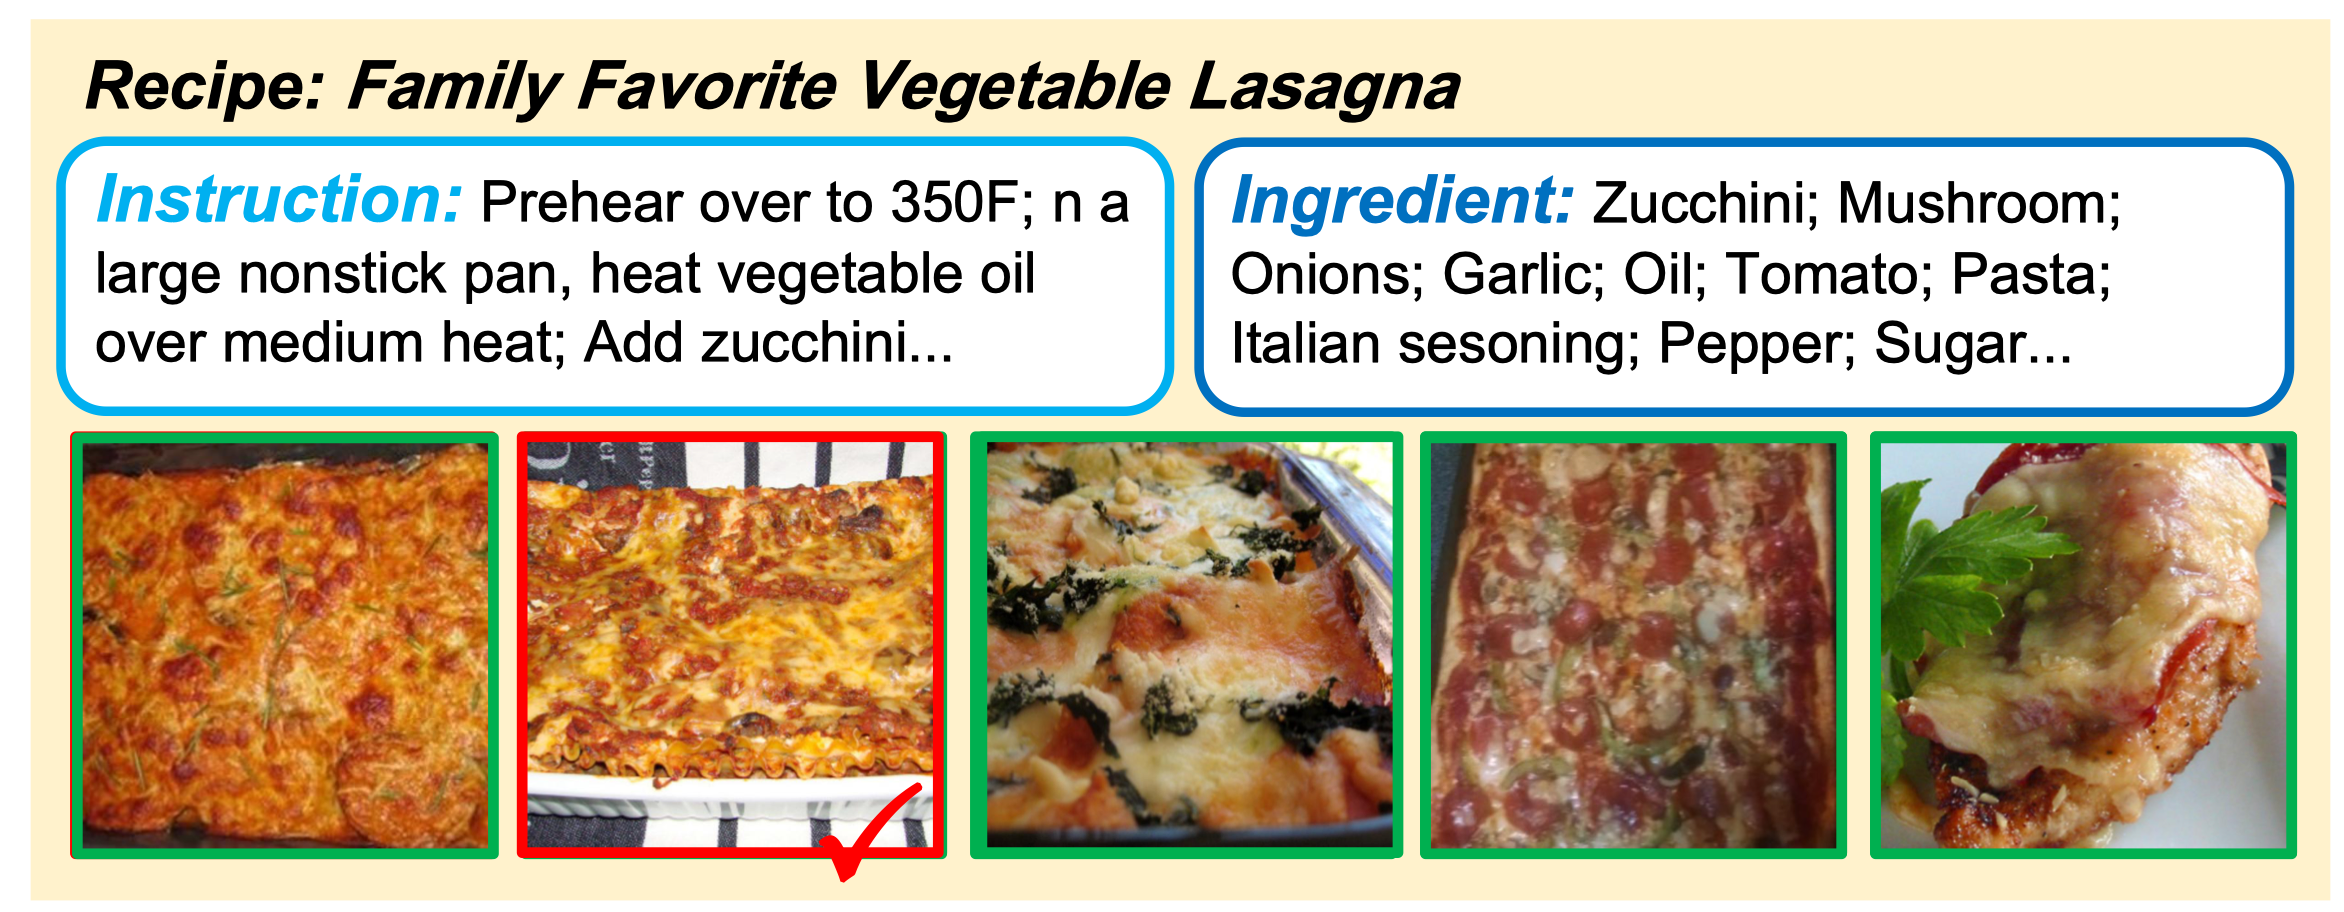 Recipe: Family Favorite Vegetable Lasagna
Instruction: Prehear over to 350F; n a
large nonstick pan, heat vegetable oil
over medium heat; Add zucchini...
Ingredient: Zucchini; Mushroom;
Onions; Garlic; Oil; Tomato; Pasta;
Italian sesoning; Pepper; Sugar...